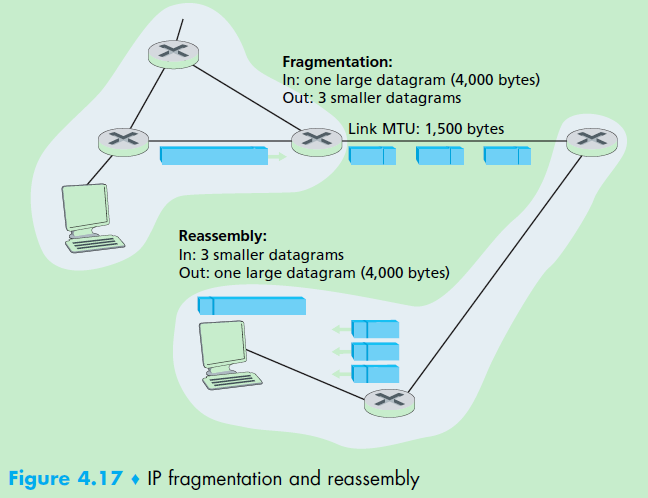 Fragmentation:
In: one large datagram (4,000 bytes)
Out: 3 smaller datagrams
Link MTU: 1,500 bytes
Reassembly:
In: 3 smaller datagrams
Out: one large datagram (4,000 bytes)
Figure 4.17 ♦ IP fragmentation and reassembly